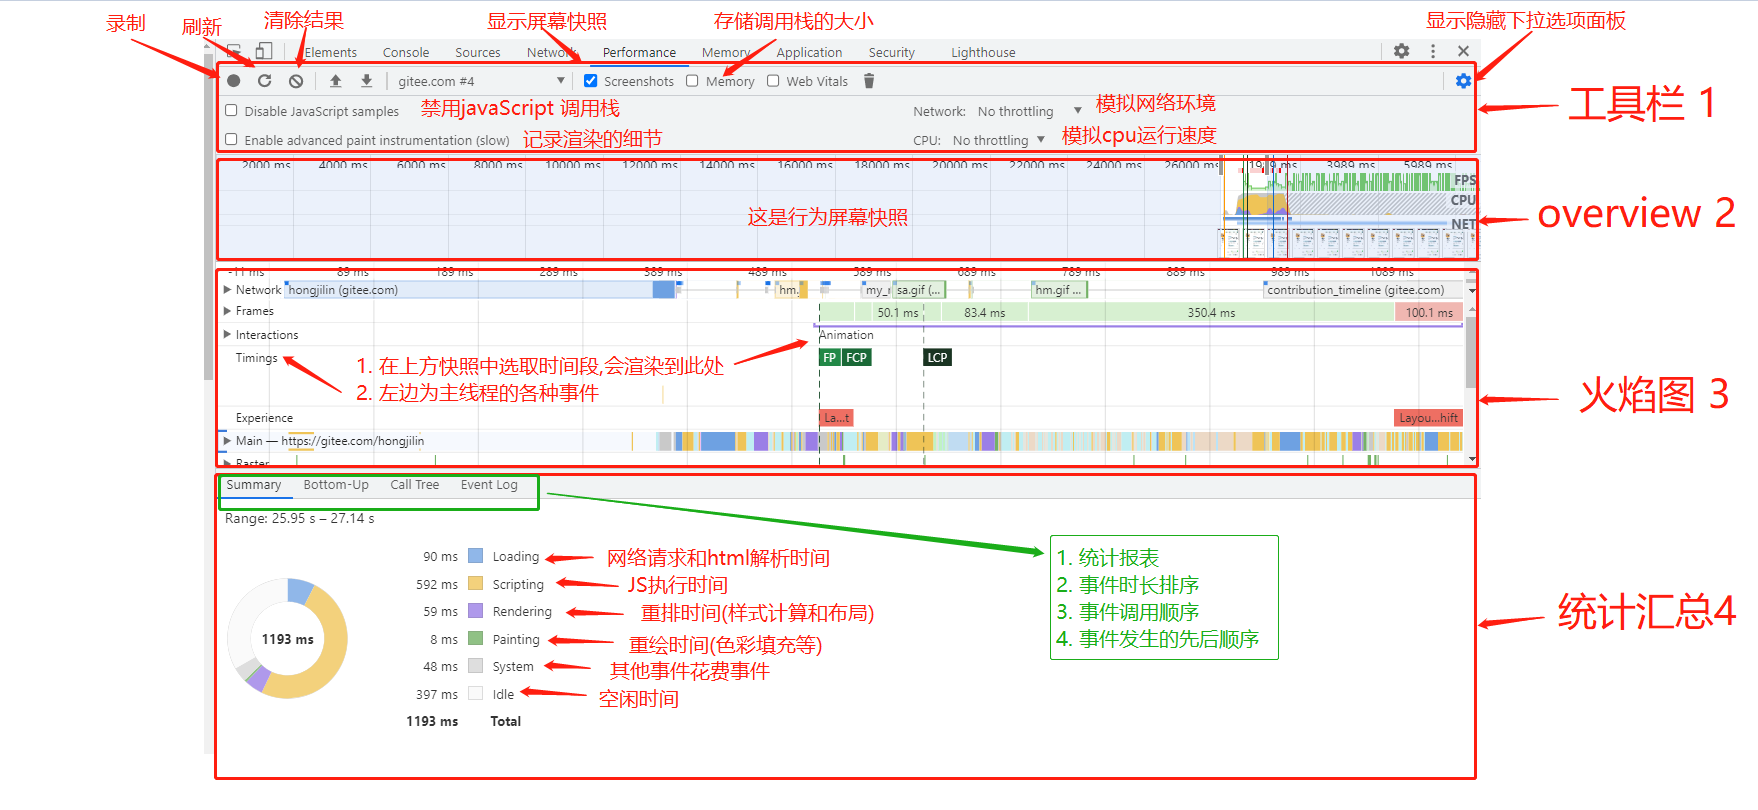 录制
刷新
清除结果
显示屏幕快照
存储调用栈的大小
显示隐藏下拉选项面板
Elements Console Sources Network Performance Memory Application Security Lighthouse
gitee.com #4 Screenshots Memory Web Vitals
Disable JavaScript samples 禁用javaScript 调用栈 Network: No throttling 模拟网络环境
Enable advanced paint instrumentation (slow) 记录渲染的细节 CPU: No throttling 模拟cpu运行速度
工具栏 1
2000 ms 4000 ms 6000 ms 8000 ms 10000 ms 12000 ms 14000 ms 16000 ms 18000 ms 20000 ms 22000 ms 24000 ms 26000 ms 3989 ms 5989 ms
FPS
CPU
NET
这是行为屏幕快照
overview 2
-11 ms 89 ms 189 ms 289 ms 389 ms 489 ms 589 ms 689 ms 789 ms 889 ms 989 ms 1089 ms
Network hongjilin (gitee.com) hm. my_r sa.gif (... hm.gif ... contribution_timeline (gitee.com)
Frames 50.1 ms 83.4 ms 350.4 ms 100.1 ms
Interactions Animation
Timings FP FCP LCP
1. 在上方快照中选取时间段,会渲染到此处
2. 左边为主线程的各种事件
Experience La...t Layou...hift
Main — https://gitee.com/hongjilin
Raster
火焰图 3
Summary Bottom-Up Call Tree Event Log
Range: 25.95 s – 27.14 s
1193 ms
90 ms Loading 网络请求和html解析时间
592 ms Scripting JS执行时间
59 ms Rendering 重排时间(样式计算和布局)
8 ms Painting 重绘时间(色彩填充等)
48 ms System 其他事件花费事件
397 ms Idle 空闲时间
1193 ms Total
1. 统计报表
2. 事件时长排序
3. 事件调用顺序
4. 事件发生的先后顺序
统计汇总4